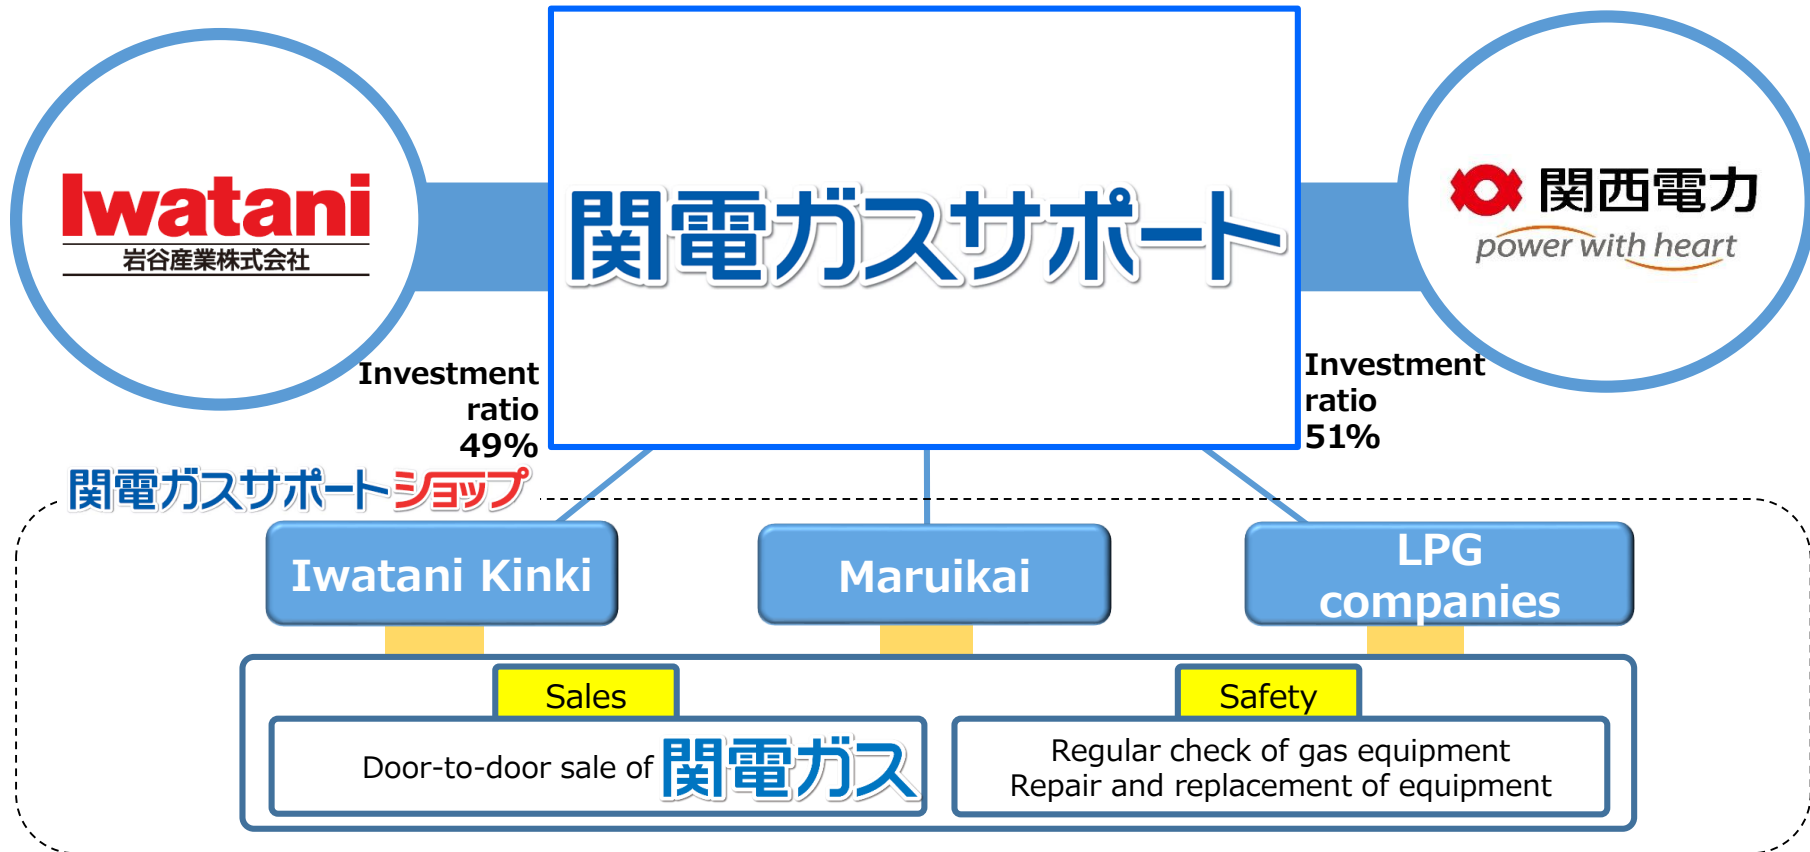 Iwatani
岩谷産業株式会社
関電ガスサポート
関西電力
power with heart
Investment
ratio
49%
Investment
ratio
51%
関電ガスサポートショップ
Iwatani Kinki
Maruikai
LPG
companies
Sales
Door-to-door sale of 関電ガス
Safety
Regular check of gas equipment
Repair and replacement of equipment